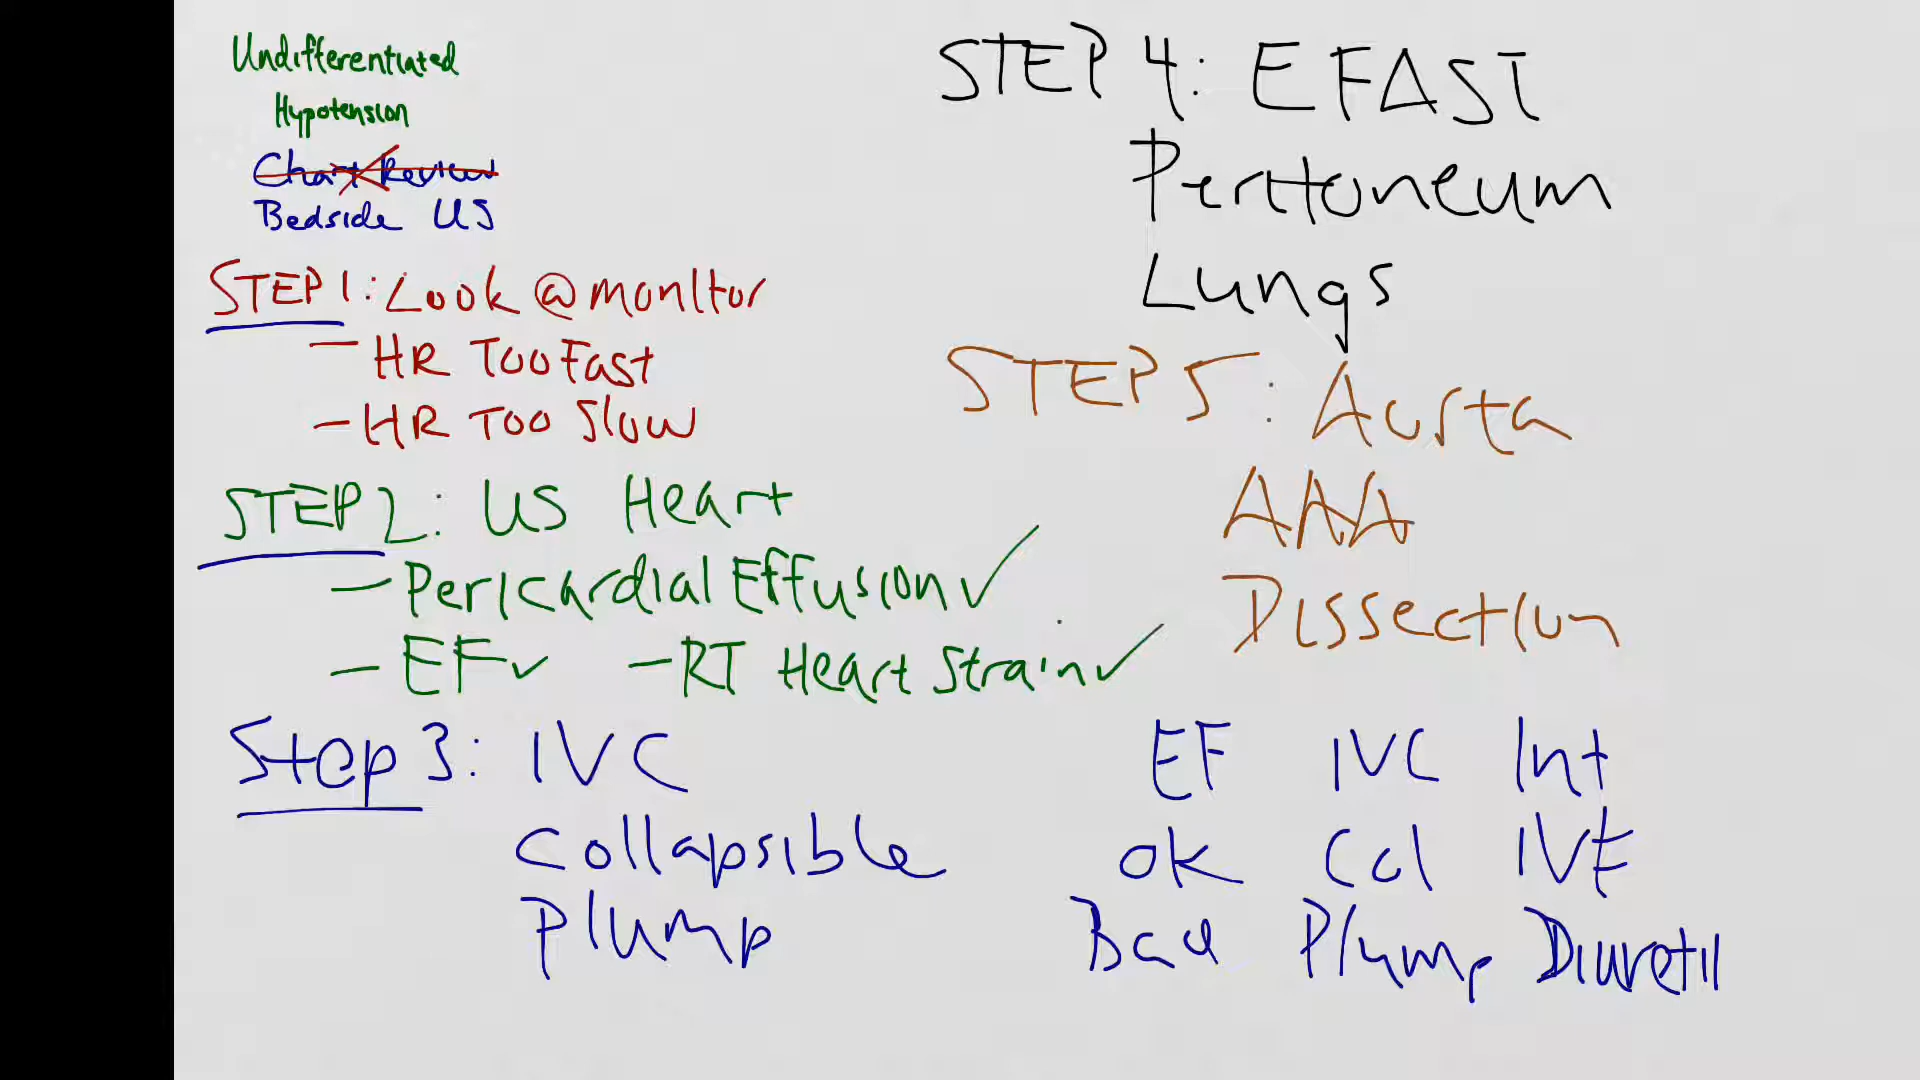 Undifferentiated
Hypotension
Chart Review
Bedside US
STEP 1: Look @ monitor
- HR Too Fast
- HR Too Slow
STEP 2: US Heart
- Pericardial Effusion ✓
- EF ✓ - RT Heart Strain ✓
Step 3: IVC
Collapsible
Plump
STEP 4: EFAST
Peritoneum
Lungs
STEP 5: Aorta
AAA
Dissection
EF IVC Int
OK Col IVF
Bad Plump Diureti